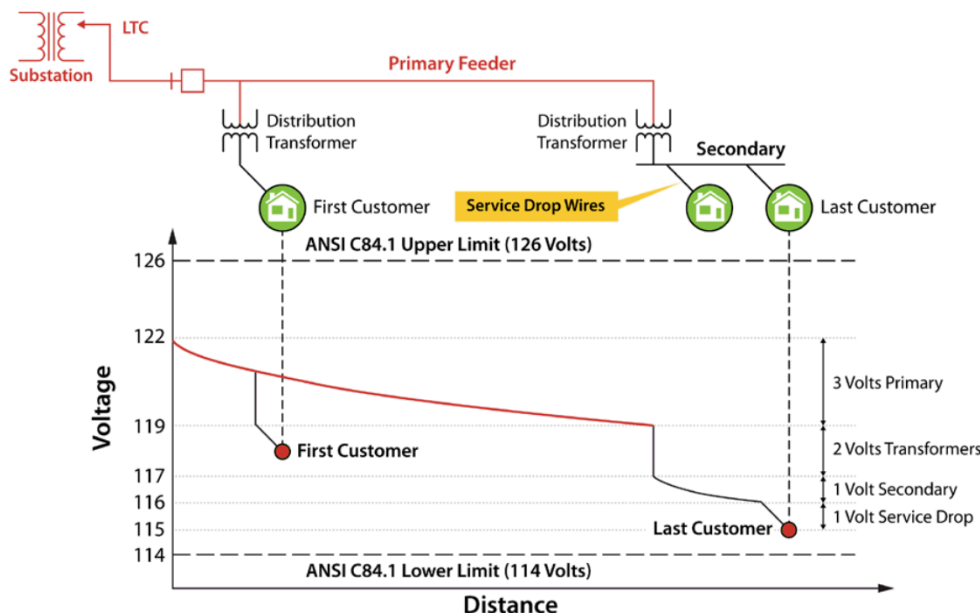 LTC
Substation
Primary Feeder
Distribution
Transformer
Distribution
Transformer
Secondary
First Customer
Service Drop Wires
Last Customer
ANSI C84.1 Upper Limit (126 Volts)
126
122
3 Volts Primary
Voltage
119
First Customer
2 Volts Transformers
117
1 Volt Secondary
116
1 Volt Service Drop
115
Last Customer
114
ANSI C84.1 Lower Limit (114 Volts)
Distance